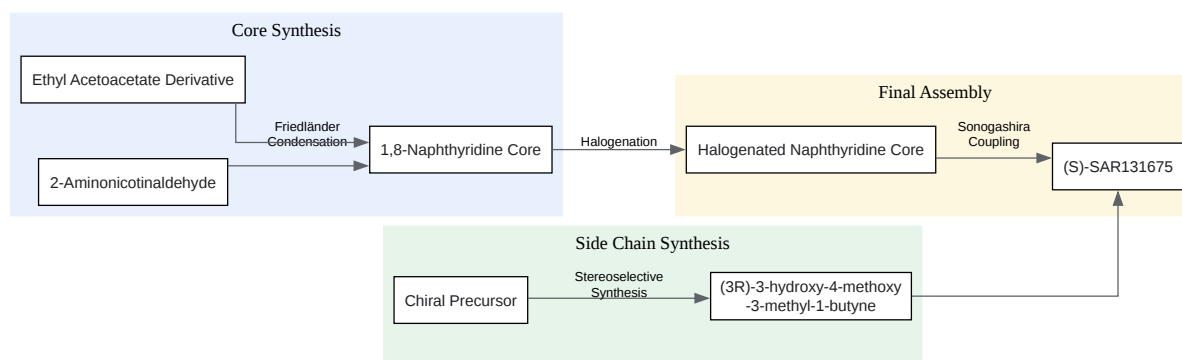 Core Synthesis
Ethyl Acetoacetate Derivative
Friedländer
Condensation
2-Aminonicotinaldehyde
1,8-Naphthyridine Core
Halogenation
Final Assembly
Halogenated Naphthyridine Core
Sonogashira
Coupling
(S)-SAR131675
Side Chain Synthesis
Chiral Precursor
Stereoselective
Synthesis
(3R)-3-hydroxy-4-methoxy
-3-methyl-1-butyne